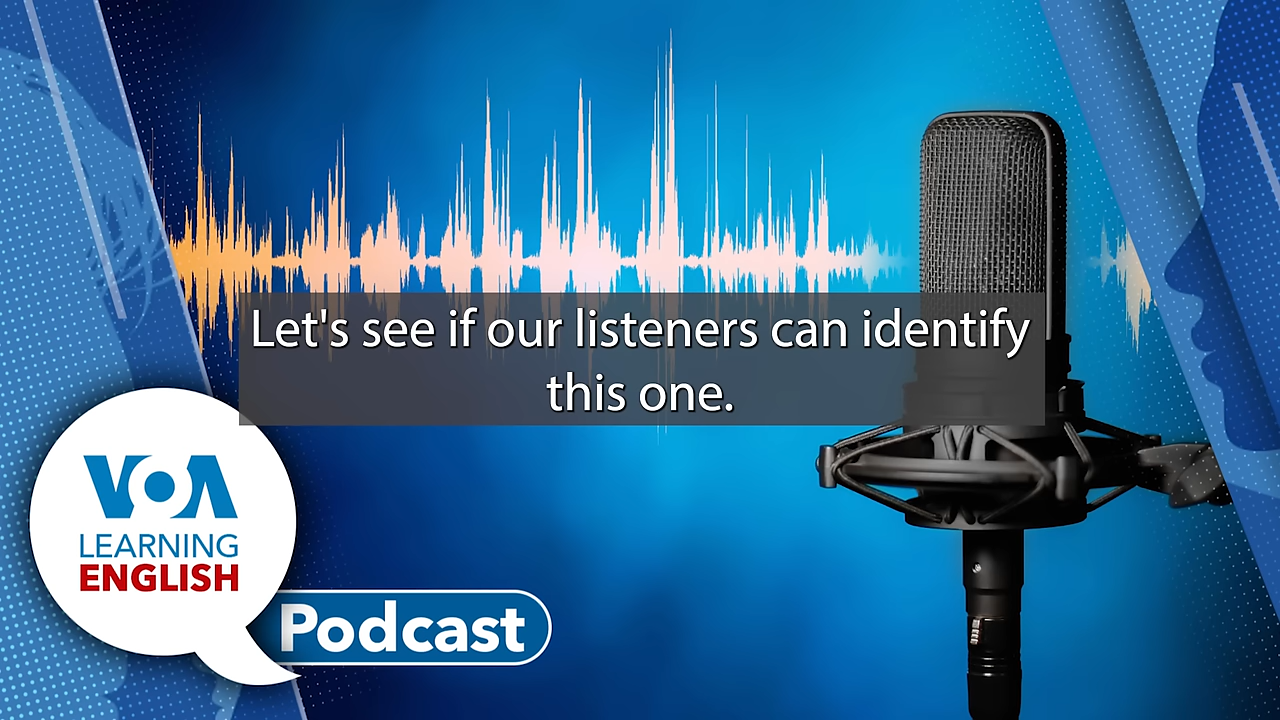 Let's see if our listeners can identify
this one.
VOA
LEARNING
ENGLISH
Podcast